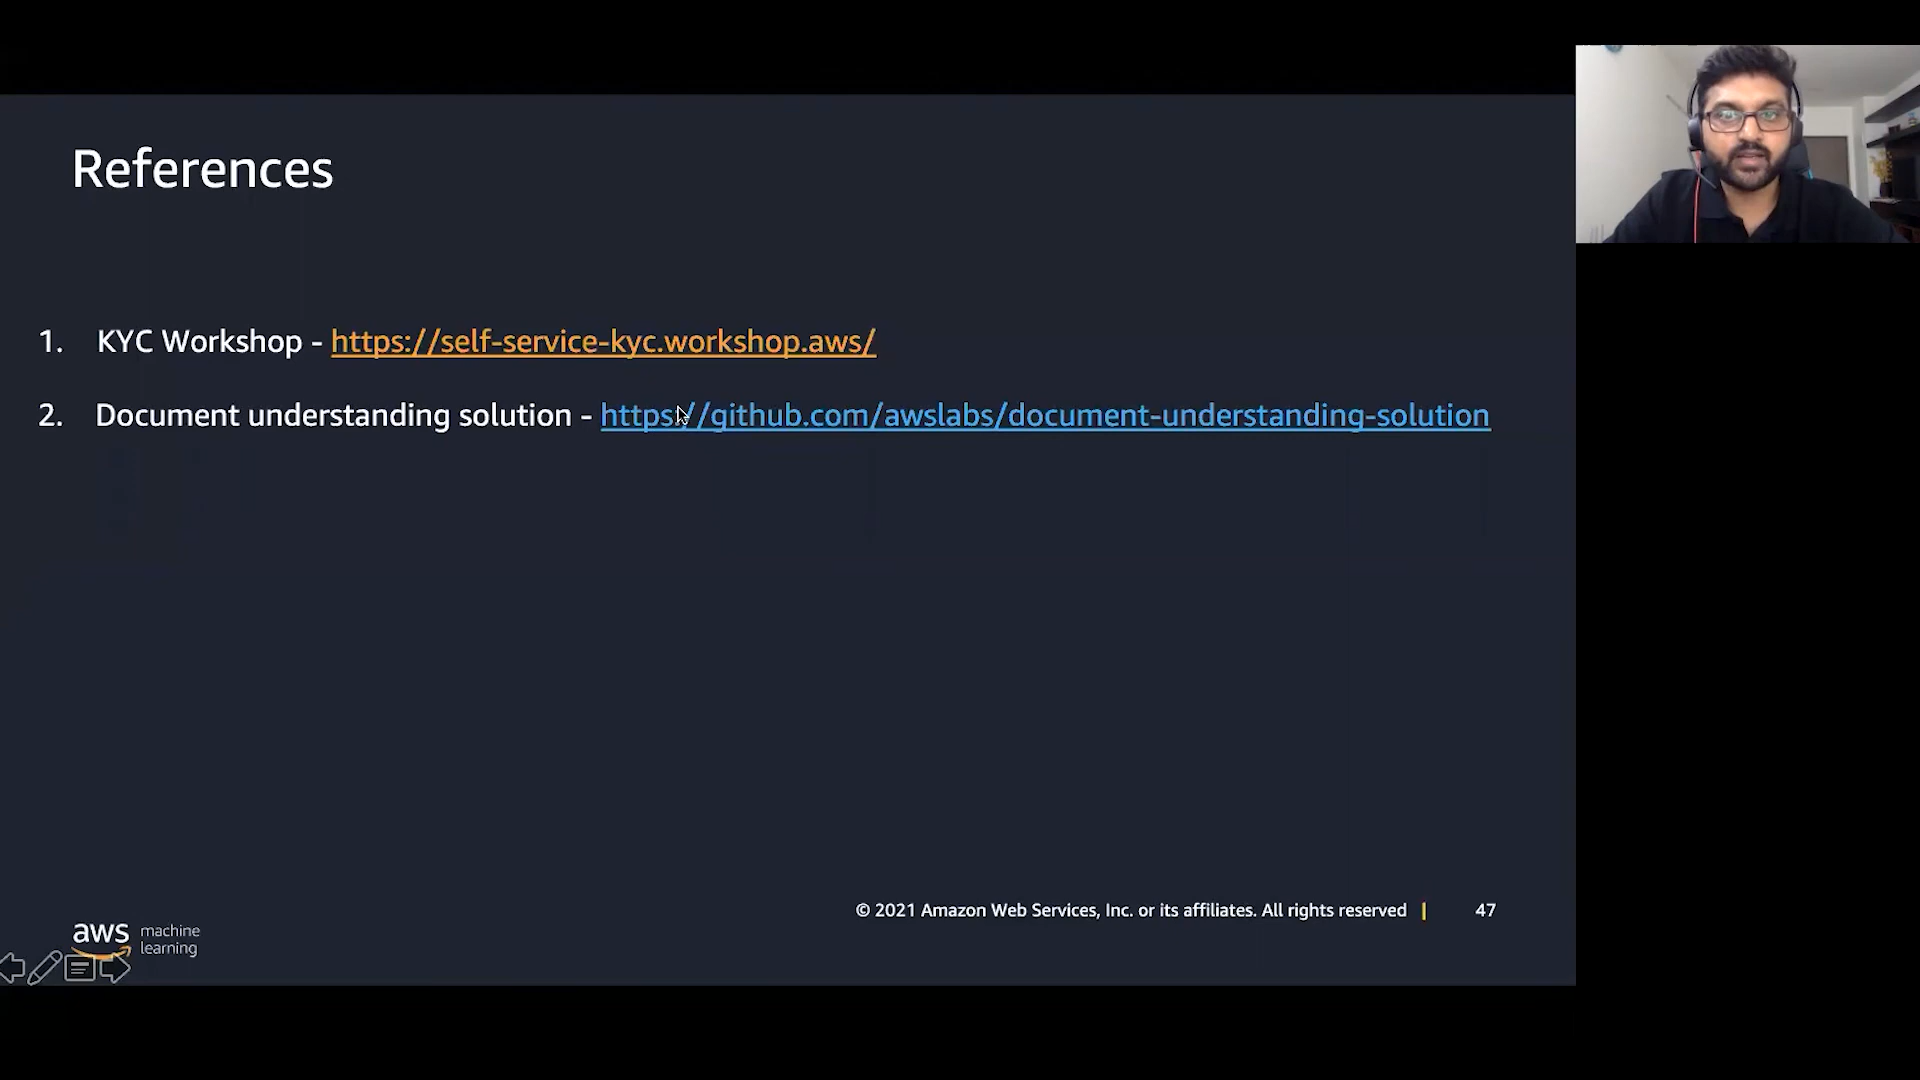 References
1. KYC Workshop - https://self-service-kyc.workshop.aws/
2. Document understanding solution - https://github.com/awslabs/document-understanding-solution
© 2021 Amazon Web Services, Inc. or its affiliates. All rights reserved | 47
aws machine
learning